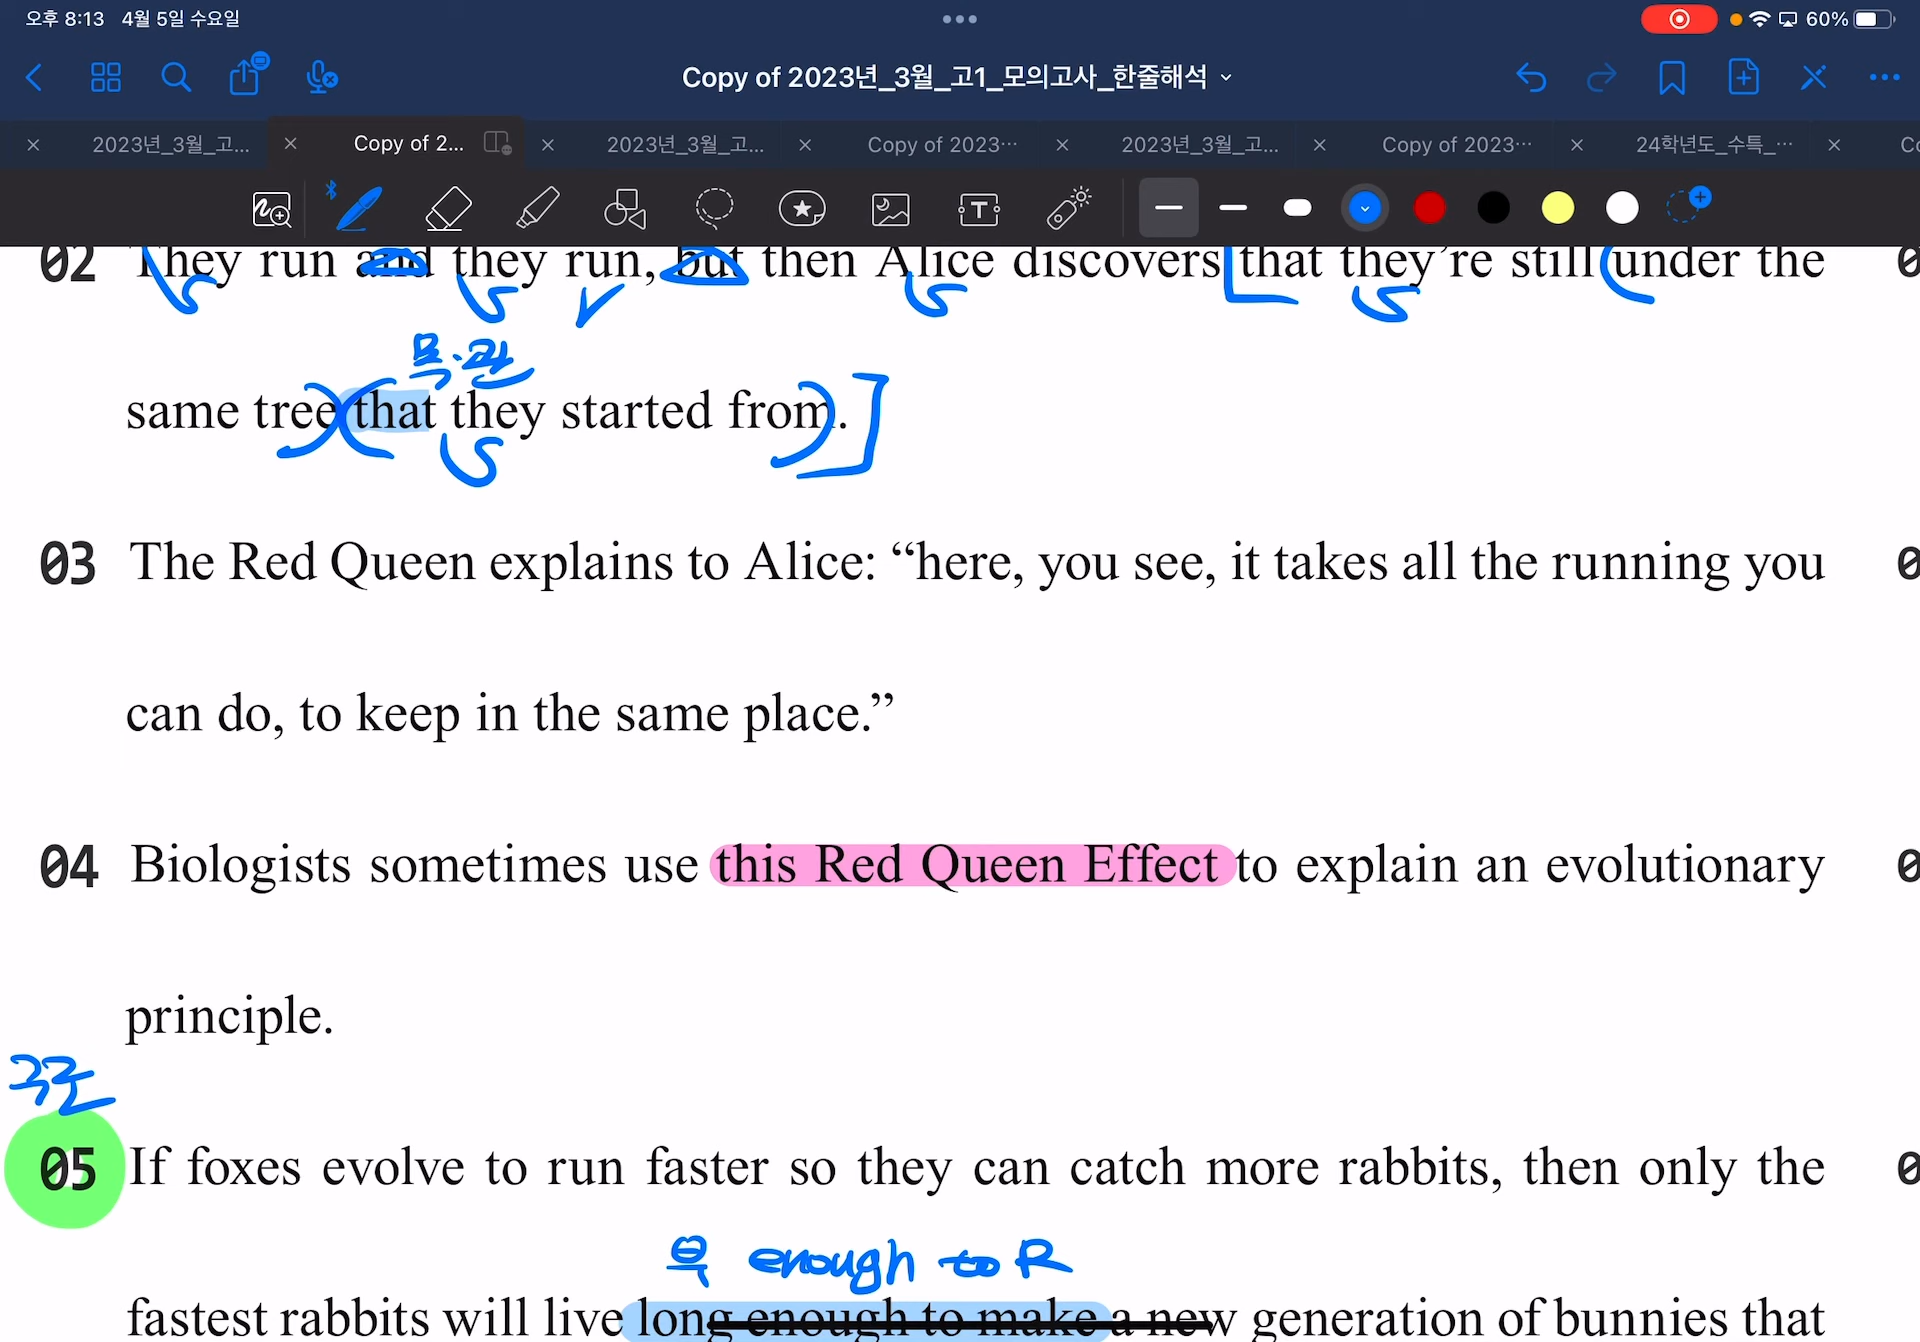 오후 8:13 4월 5일 수요일
60%
Copy of 2023년_3월_고1_모의고사_한줄해석
2023년_3월_고...
Copy of 2...
2023년_3월_고...
Copy of 2023...
2023년_3월_고...
Copy of 2023...
24학년도_수특_...
02 They run and they run, but then Alice discovers that they’re still under the
목·관
same tree that they started from.
03 The Red Queen explains to Alice: “here, you see, it takes all the running you
can do, to keep in the same place.”
04 Biologists sometimes use this Red Queen Effect to explain an evolutionary
principle.
05 If foxes evolve to run faster so they can catch more rabbits, then only the
enough to R
fastest rabbits will live long enough to make a new generation of bunnies that